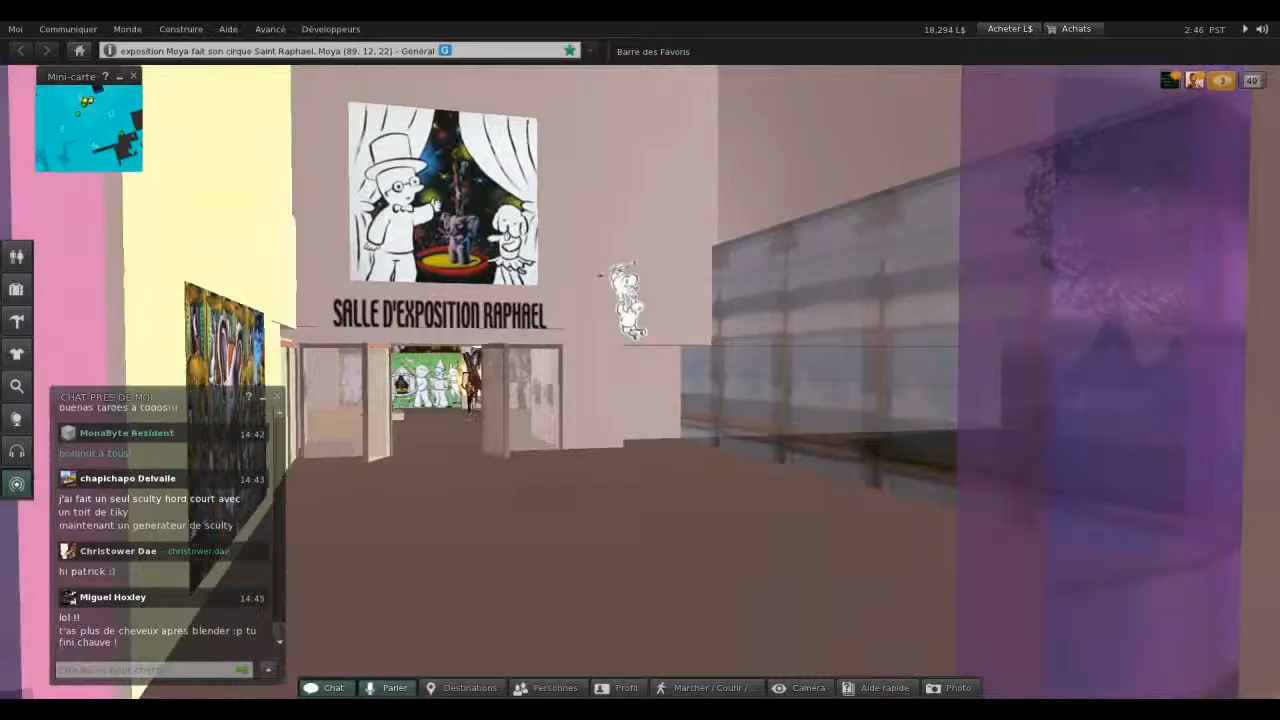 Moi Communiquer Monde Construire Aide Avancé Développeurs 18,294 L$ Acheter L$ Achats 2:46 PST
exposition Moya fait son cirque Saint Raphael, Moya (89, 12, 22) - Général G Barre des Favoris
Mini-carte ? 3 40
SALLE D'EXPOSITION RAPHAEL
CHAT PRÈS DE MOI ?
buenas tardes a todos!!!
MonaByte Resident 14:42
bonjour à tous!
chapichapo Delvalle 14:43
j'ai fait un seul sculty hord court avec
un toit de tiky
maintenant un generateur de sculty
Christower Dae - christower.dae
hi patrick :)
Miguel Hoxley 14:45
lol !!
t'as plus de cheveux apres blender :p tu
fini chauve !
Chat Parler Destinations Personnes Profil Marcher / Courir / ... Caméra Aide rapide Photo